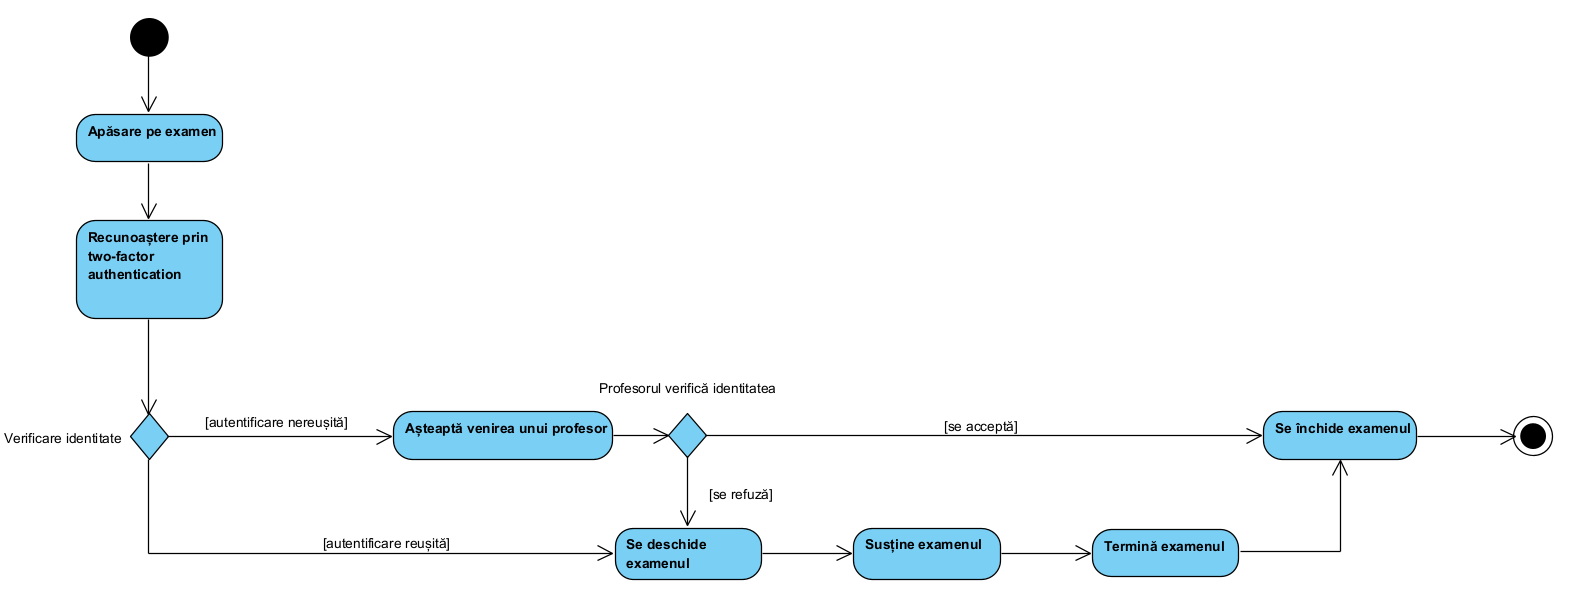 Apăsare pe examen
Recunoaștere prin
two-factor
authentication
Verificare identitate
[autentificare nereușită]
Așteaptă venirea unui profesor
Profesorul verifică identitatea
[se acceptă]
Se închide examenul
[se refuză]
[autentificare reușită]
Se deschide
examenul
Susține examenul
Termină examenul